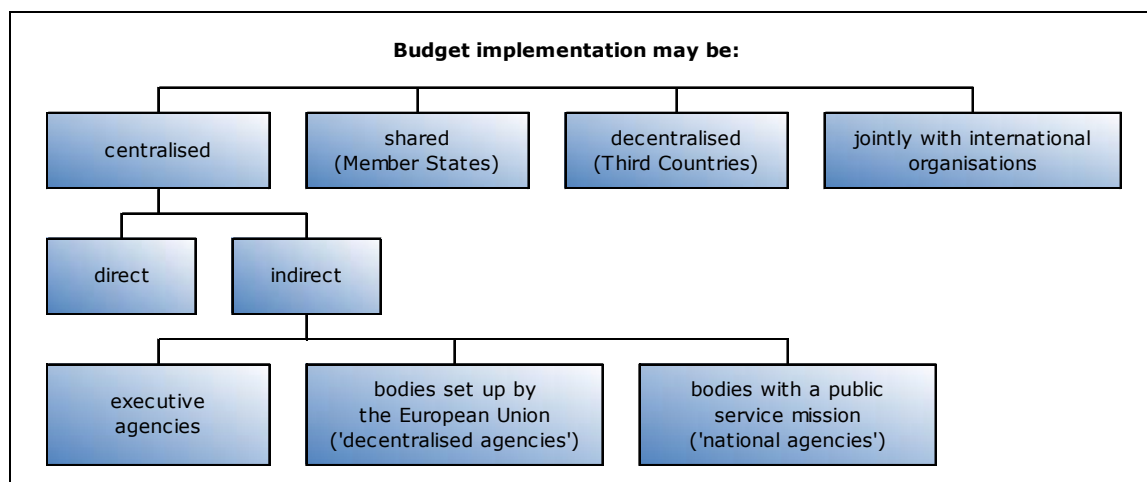 Budget implementation may be:
centralised
shared
(Member States)
decentralised
(Third Countries)
jointly with international
organisations
direct
indirect
executive
agencies
bodies set up by
the European Union
('decentralised agencies')
bodies with a public
service mission
('national agencies')